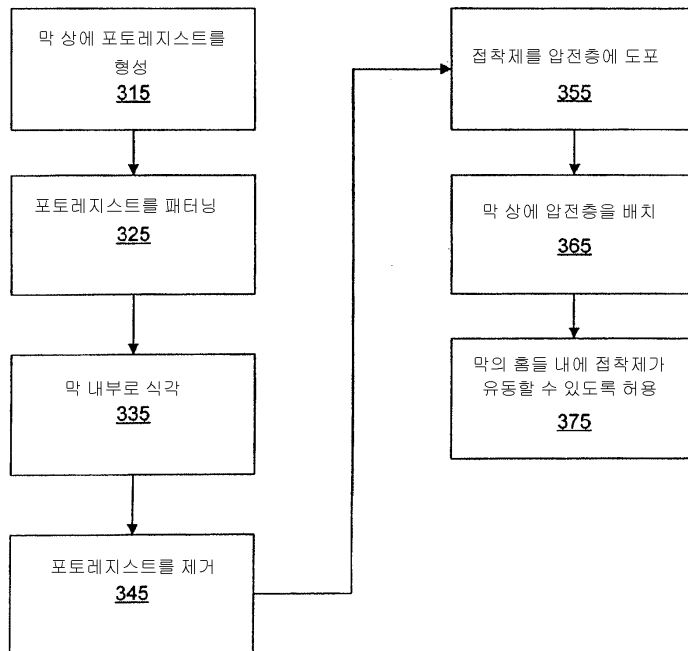 막 상에 포토레지스트를
형성
315
포토레지스트를 패터닝
325
막 내부로 식각
335
포토레지스트를 제거
345
접착제를 압전층에 도포
355
막 상에 압전층을 배치
365
막의 홈들 내에 접착제가
유동할 수 있도록 허용
375